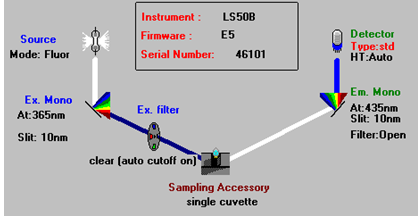 Instrument : LS50B
Firmware : E5
Serial Number: 46101
Source
Mode: Fluor
Detector
Type:std
HT:Auto
Ex. Mono
At:365nm
Slit: 10nm
Ex. filter
clear (auto cutoff on)
Em. Mono
At:435nm
Slit: 10nm
Filter:Open
Sampling Accessory
single cuvette